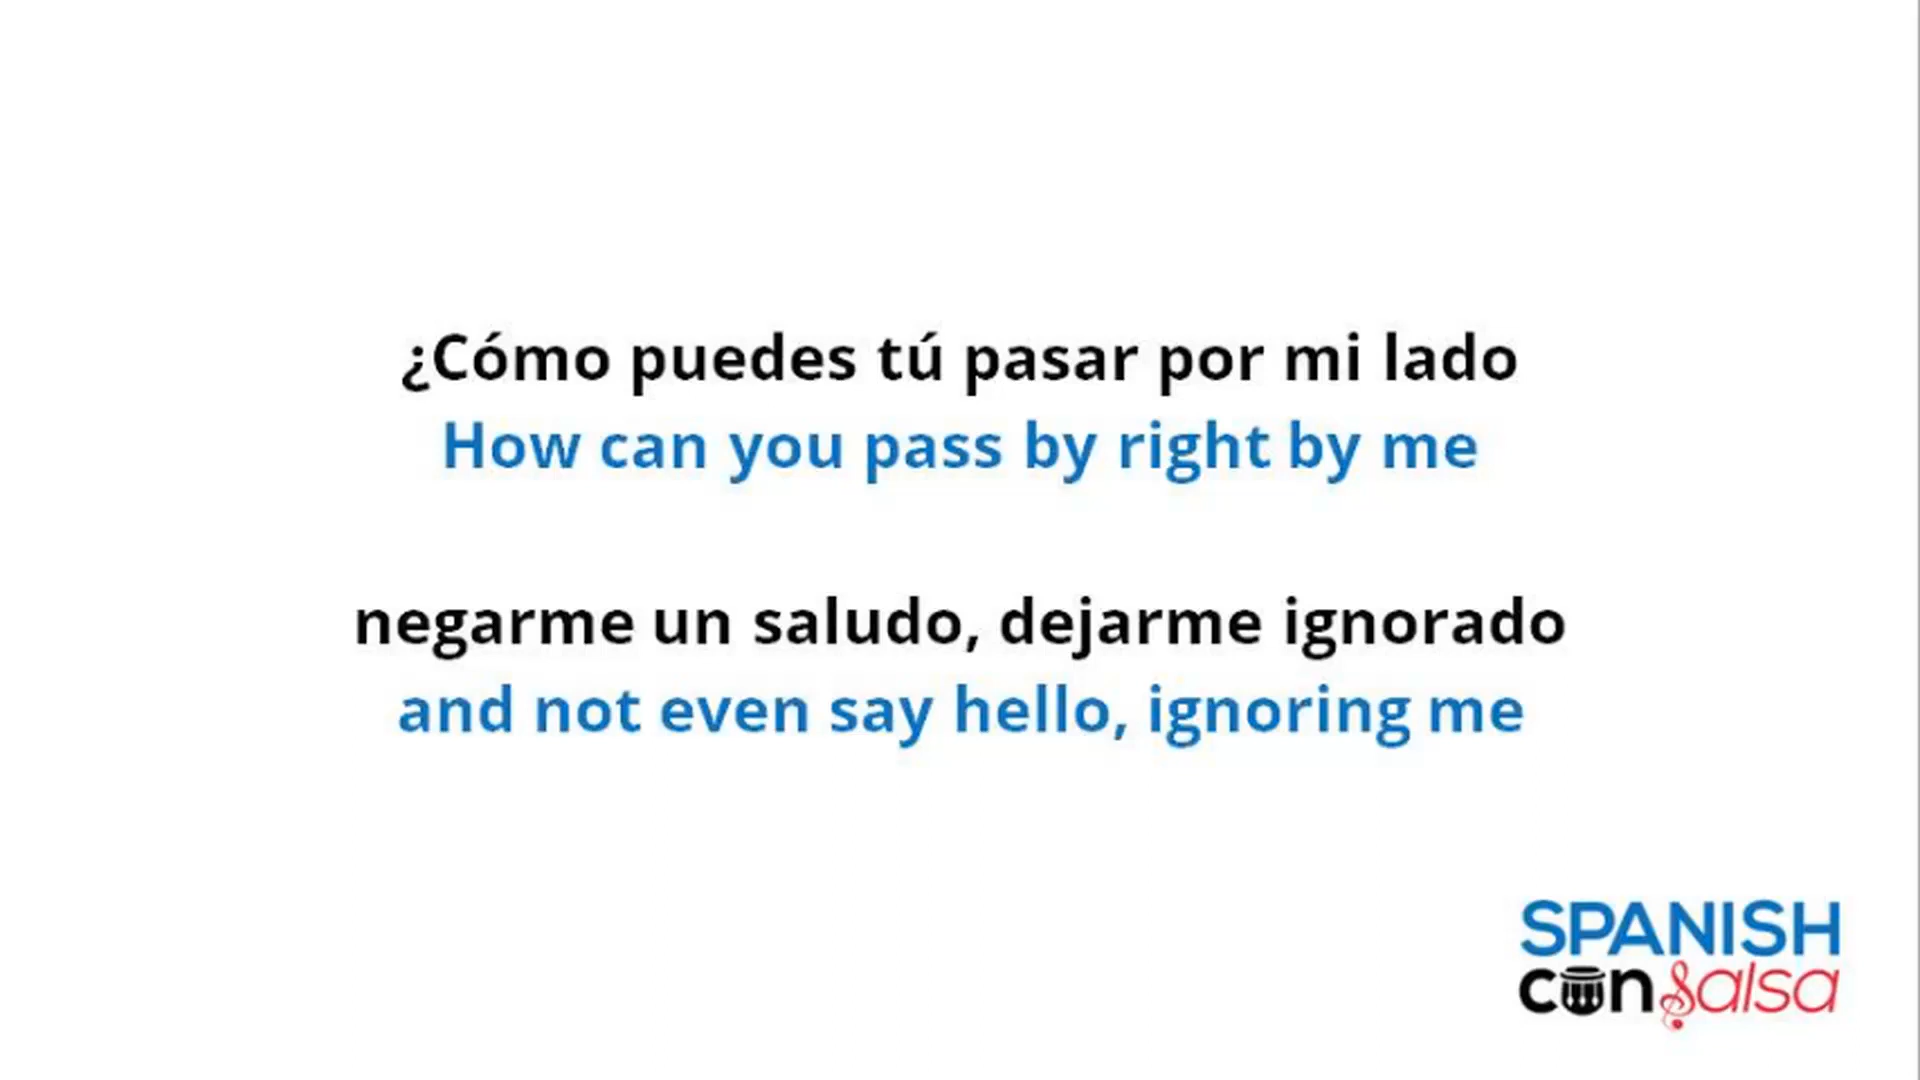 ¿Cómo puedes tú pasar por mi lado
How can you pass by right by me
negarme un saludo, dejarme ignorado
and not even say hello, ignoring me
SPANISH
con Salsa